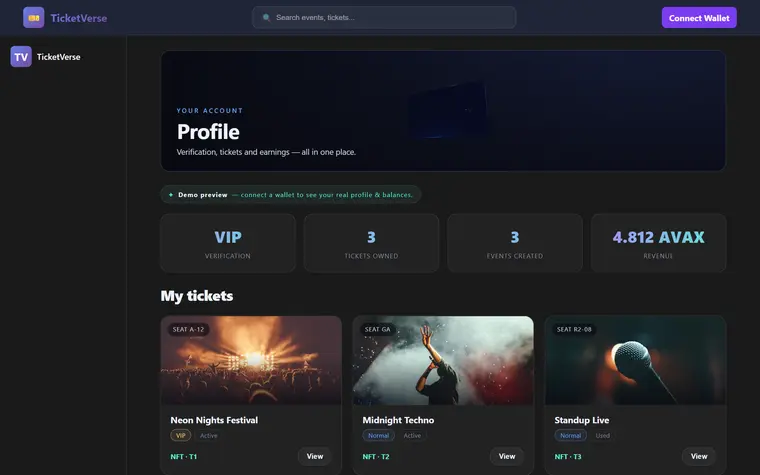 TicketVerse
Search events, tickets...
Connect Wallet
TV TicketVerse
YOUR ACCOUNT
Profile
Verification, tickets and earnings — all in one place.
✦ Demo preview — connect a wallet to see your real profile & balances.
VIP
VERIFICATION
3
TICKETS OWNED
3
EVENTS CREATED
4.812 AVAX
REVENUE
My tickets
SEAT A-12
Neon Nights Festival
VIP Active
NFT · T1 View
SEAT GA
Midnight Techno
Normal Active
NFT · T2 View
SEAT R2-08
Standup Live
Normal Used
NFT · T3 View